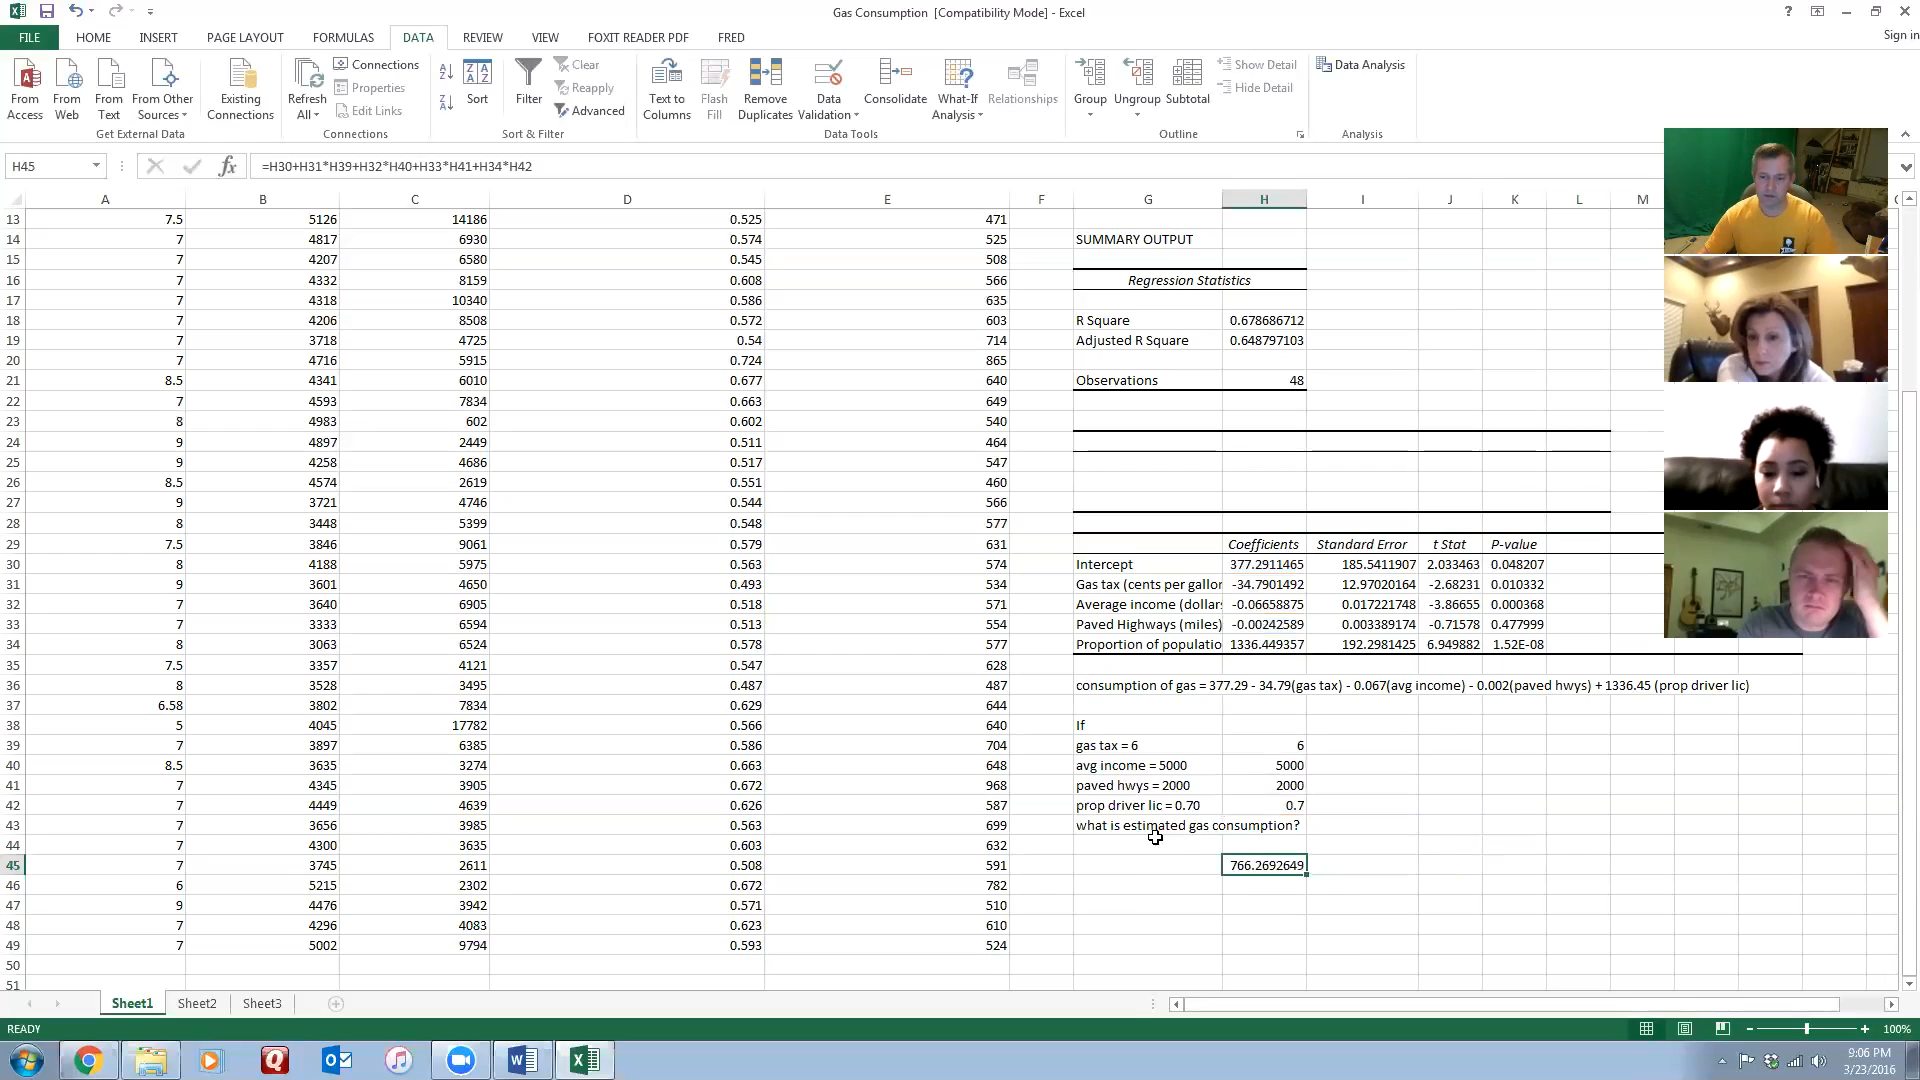 Gas Consumption [Compatibility Mode] - Excel
FILE HOME INSERT PAGE LAYOUT FORMULAS DATA REVIEW VIEW FOXIT READER PDF FRED Sign in
From Access
From Web
From Text
From Other Sources
Existing Connections
Get External Data
Refresh All
Connections
Properties
Edit Links
Connections
Sort
Filter
Clear
Reapply
Advanced
Sort & Filter
Text to Columns
Flash Fill
Remove Duplicates
Data Validation
Consolidate
What-If Analysis
Relationships
Data Tools
Group
Ungroup
Subtotal
Show Detail
Hide Detail
Outline
Data Analysis
Analysis
H45 fx =H30+H31*H39+H32*H40+H33*H41+H34*H42
A B C D E F G H I J K L M
13 7.5 5126 14186 0.525 471
14 7 4817 6930 0.574 525 SUMMARY OUTPUT
15 7 4207 6580 0.545 508
16 7 4332 8159 0.608 566 Regression Statistics
17 7 4318 10340 0.586 635
18 7 4206 8508 0.572 603 R Square 0.678686712
19 7 3718 4725 0.54 714 Adjusted R Square 0.648797103
20 7 4716 5915 0.724 865
21 8.5 4341 6010 0.677 640 Observations 48
22 7 4593 7834 0.663 649
23 8 4983 602 0.602 540
24 9 4897 2449 0.511 464
25 9 4258 4686 0.517 547
26 8.5 4574 2619 0.551 460
27 9 3721 4746 0.544 566
28 8 3448 5399 0.548 577
29 7.5 3846 9061 0.579 631 Coefficients Standard Error t Stat P-value
30 8 4188 5975 0.563 574 Intercept 377.2911465 185.5411907 2.033463 0.048207
31 9 3601 4650 0.493 534 Gas tax (cents per gallor -34.7901492 12.97020164 -2.68231 0.010332
32 7 3640 6905 0.518 571 Average income (dollars -0.06658875 0.017221748 -3.86655 0.000368
33 7 3333 6594 0.513 554 Paved Highways (miles) -0.00242589 0.003389174 -0.71578 0.477999
34 8 3063 6524 0.578 577 Proportion of populatio 1336.449357 192.2981425 6.949882 1.52E-08
35 7.5 3357 4121 0.547 628
36 8 3528 3495 0.487 487 consumption of gas = 377.29 - 34.79(gas tax) - 0.067(avg income) - 0.002(paved hwys) + 1336.45 (prop driver lic)
37 6.58 3802 7834 0.629 644
38 5 4045 17782 0.566 640 If
39 7 3897 6385 0.586 704 gas tax = 6 6
40 8.5 3635 3274 0.663 648 avg income = 5000 5000
41 7 4345 3905 0.672 968 paved hwys = 2000 2000
42 7 4449 4639 0.626 587 prop driver lic = 0.70 0.7
43 7 3656 3985 0.563 699 what is estimated gas consumption?
44 7 4300 3635 0.603 632
45 7 3745 2611 0.508 591 766.2692649
46 6 5215 2302 0.672 782
47 9 4476 3942 0.571 510
48 7 4296 4083 0.623 610
49 7 5002 9794 0.593 524
50
51
Sheet1 Sheet2 Sheet3
READY 100%
9:06 PM
3/23/2016